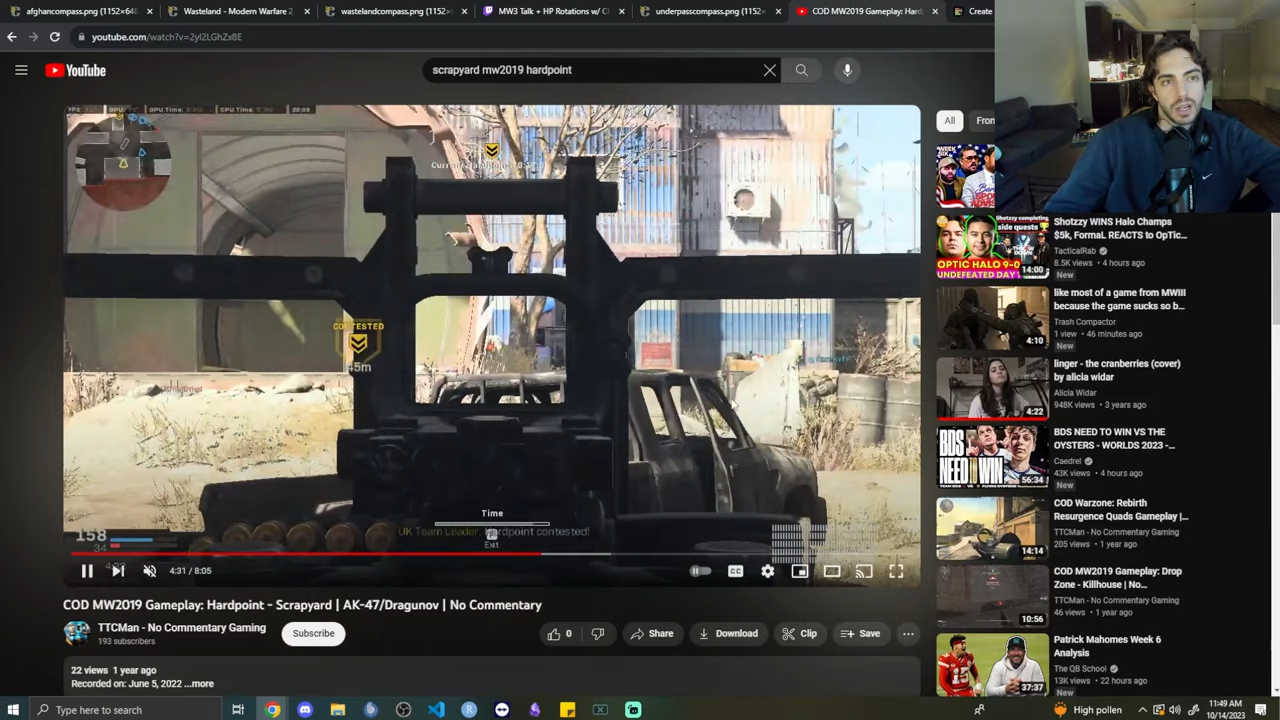 afghancompass.png (1152×648
Wasteland - Modern Warfare 2
wastelandcompass.png (1152×6
MW3 Talk + HP Rotations w/ C
underpasscompass.png (1152×
COD MW2019 Gameplay: Hard
Create
youtube.com/watch?v=2yI2LGhZx8E
YouTube
scrapyard mw2019 hardpoint
CONTESTED
45m
158
34
Time
UK Team Leader: Hardpoint contested!
Exit
4:31 / 8:05
CC
COD MW2019 Gameplay: Hardpoint - Scrapyard | AK-47/Dragunov | No Commentary
TTCMan - No Commentary Gaming
193 subscribers
Subscribe
0
Share
Download
Clip
Save
22 views 1 year ago
Recorded on: June 5, 2022 ...more
All
Fron
Shotzzy WINS Halo Champs
$5k, FormaL REACTS to OpTic...
TacticalRab
8.5K views • 4 hours ago
New
OPTIC HALO 9-0
UNDEFEATED DAY
14:00
like most of a game from MWIII
because the game sucks so b...
Trash Compactor
1 view • 46 minutes ago
New
4:10
linger - the cranberries (cover)
by alicia widar
Alicia Widar
948K views • 3 years ago
4:22
BDS NEED TO WIN VS THE
OYSTERS - WORLDS 2023 -...
Caedrel
43K views • 4 hours ago
New
BDS
NEED TO
WIN
56:34
COD Warzone: Rebirth
Resurgence Quads Gameplay |...
TTCMan - No Commentary G...
205 views • 1 year ago
14:14
COD MW2019 Gameplay: Drop
Zone - Killhouse | No...
TTCMan - No Commentary G...
46 views • 1 year ago
10:56
Patrick Mahomes Week 6
Analysis
The QB School
13K views • 22 hours ago
New
37:37
Type here to search
High pollen
11:49 AM
10/14/2023